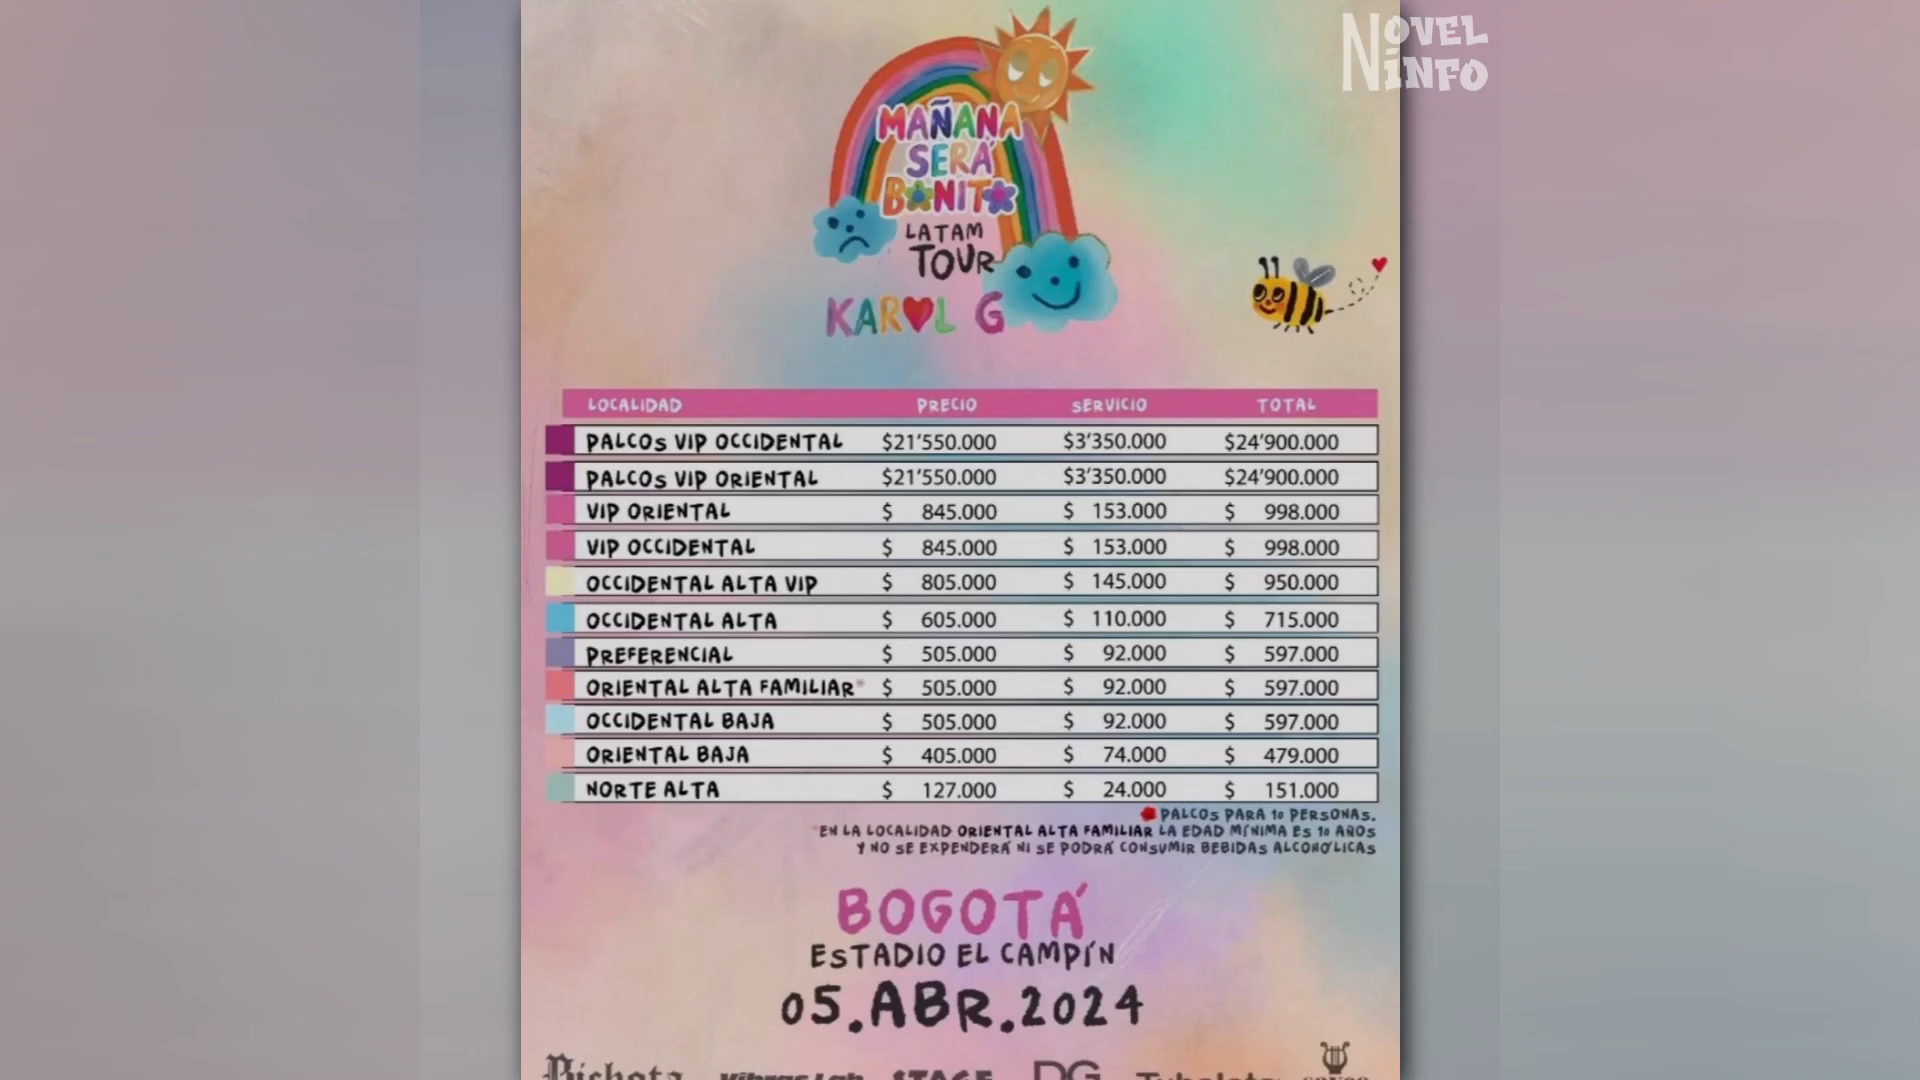 NOVEL
INFO
MAÑANA
SERÁ
BONITO
LATAM
TOUR
KAROL G
LOCALIDAD PRECIO SERVICIO TOTAL
PALCOS VIP OCCIDENTAL $21'550.000 $3'350.000 $24'900.000
PALCOS VIP ORIENTAL $21'550.000 $3'350.000 $24'900.000
VIP ORIENTAL $ 845.000 $ 153.000 $ 998.000
VIP OCCIDENTAL $ 845.000 $ 153.000 $ 998.000
OCCIDENTAL ALTA VIP $ 805.000 $ 145.000 $ 950.000
OCCIDENTAL ALTA $ 605.000 $ 110.000 $ 715.000
PREFERENCIAL $ 505.000 $ 92.000 $ 597.000
ORIENTAL ALTA FAMILIAR* $ 505.000 $ 92.000 $ 597.000
OCCIDENTAL BAJA $ 505.000 $ 92.000 $ 597.000
ORIENTAL BAJA $ 405.000 $ 74.000 $ 479.000
NORTE ALTA $ 127.000 $ 24.000 $ 151.000
PALCOS PARA 10 PERSONAS.
*EN LA LOCALIDAD ORIENTAL ALTA FAMILIAR LA EDAD MÍNIMA ES 10 AÑOS
Y NO SE EXPENDERÁ NI SE PODRÁ CONSUMIR BEBIDAS ALCOHÓLICAS
BOGOTÁ
ESTADIO EL CAMPÍN
05.ABR.2024
Bichota STAGE DG